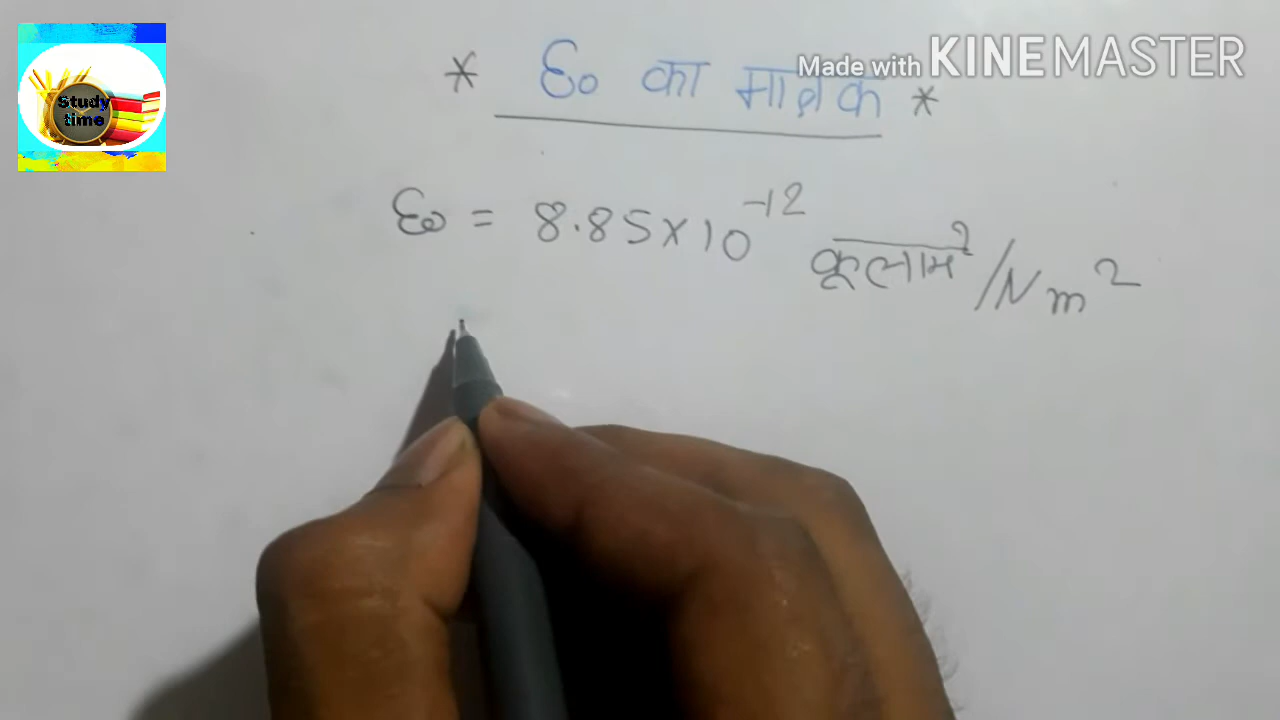 Study
time
Made with KINEMASTER
* ε₀ का मात्रक *
ε₀ = 8.85×10⁻¹² कूलाम²/Nm²